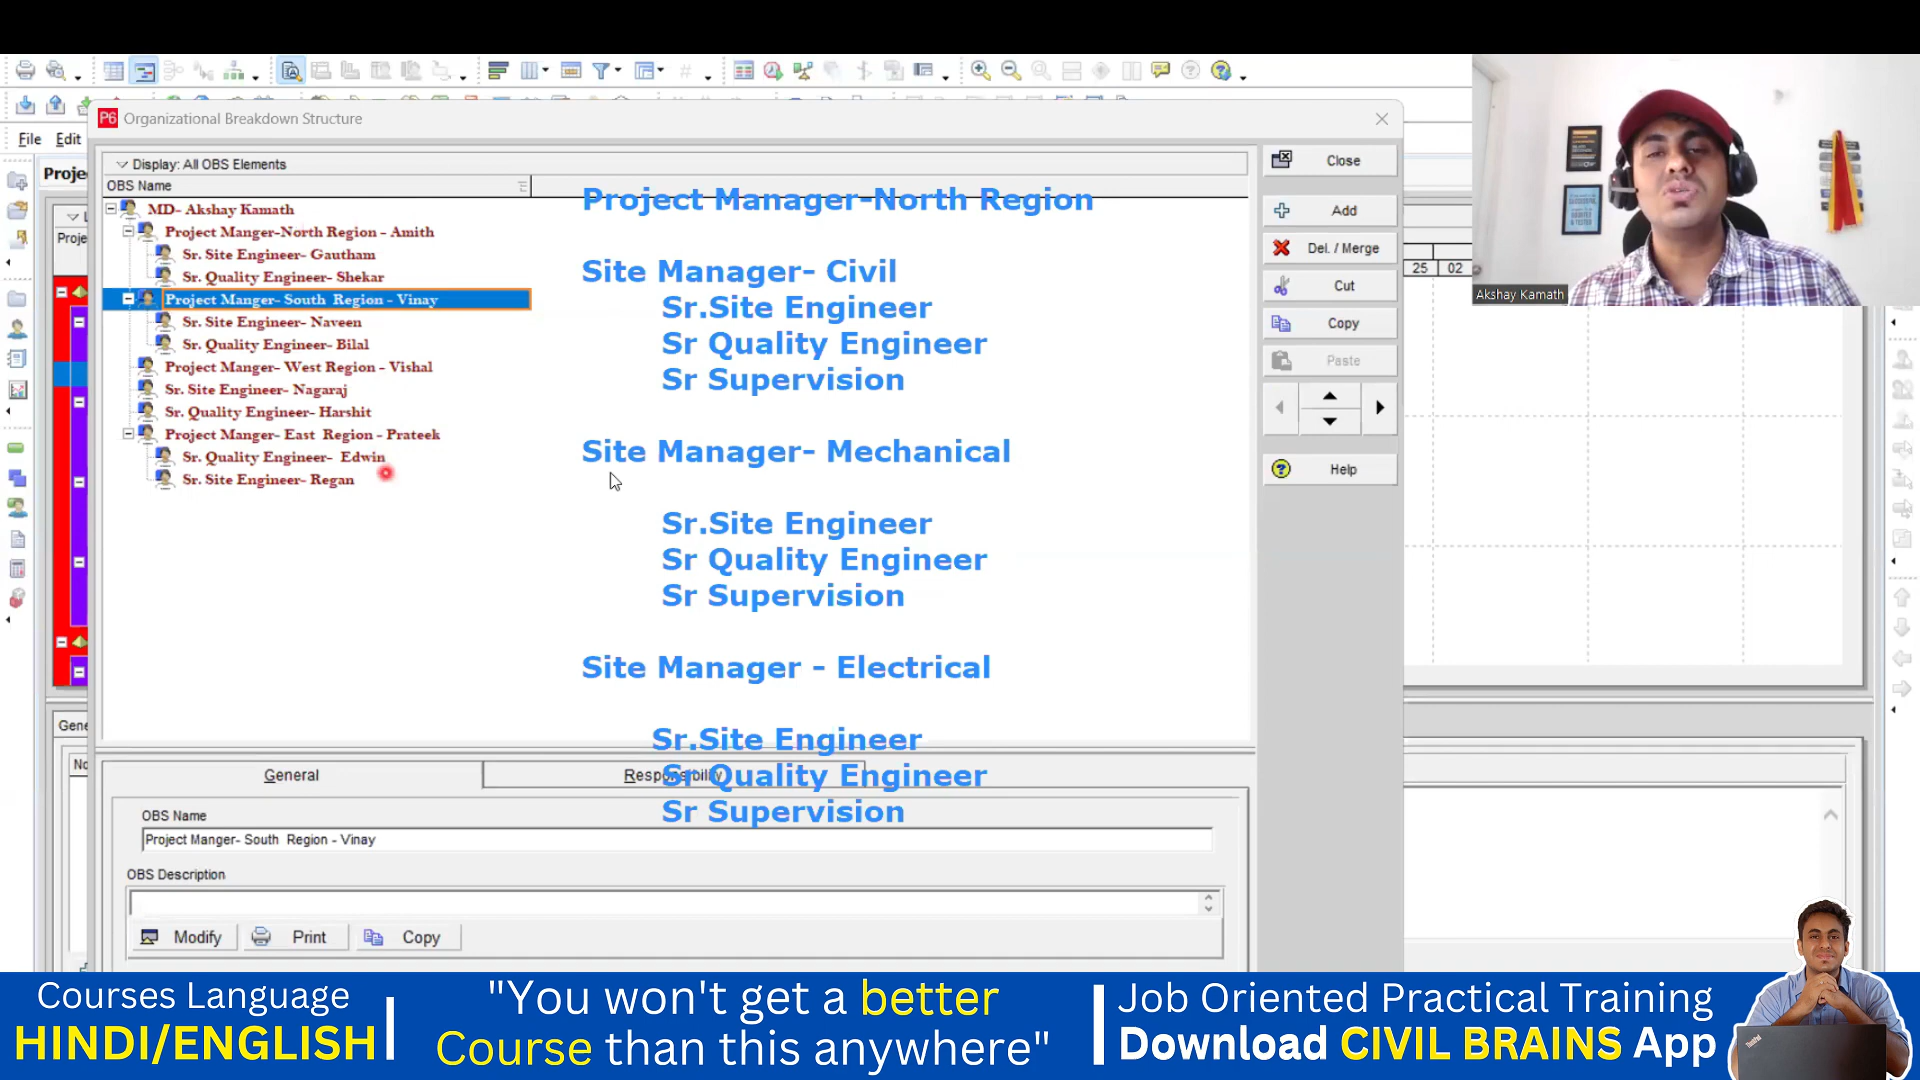 File Edit
P6 Organizational Breakdown Structure
Display: All OBS Elements
OBS Name
MD- Akshay Kamath
Project Manger-North Region - Amith
Sr. Site Engineer- Gautham
Sr. Quality Engineer- Shekar
Project Manger- South Region - Vinay
Sr. Site Engineer- Naveen
Sr. Quality Engineer- Bilal
Project Manger- West Region - Vishal
Sr. Site Engineer- Nagaraj
Sr. Quality Engineer- Harshit
Project Manger- East Region - Prateek
Sr. Quality Engineer- Edwin
Sr. Site Engineer- Regan
Project Manager-North Region
Site Manager- Civil
Sr.Site Engineer
Sr Quality Engineer
Sr Supervision
Site Manager- Mechanical
Sr.Site Engineer
Sr Quality Engineer
Sr Supervision
Site Manager - Electrical
Sr.Site Engineer
Sr Quality Engineer
Sr Supervision
Close
Add
Del. / Merge
Cut
Copy
Paste
Help
25 02
Akshay Kamath
General
Responsibility
OBS Name
Project Manger- South Region - Vinay
OBS Description
Modify Print Copy
Courses Language
HINDI/ENGLISH
"You won't get a better
Course than this anywhere"
Job Oriented Practical Training
Download CIVIL BRAINS App